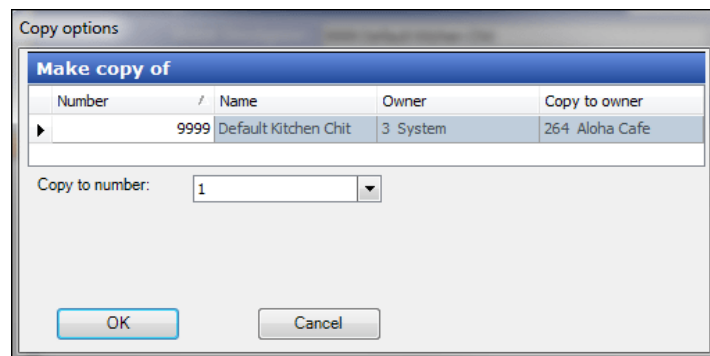 Copy options
Make copy of
Number / Name Owner Copy to owner
9999 Default Kitchen Chit 3 System 264 Aloha Cafe
Copy to number: 1
OK Cancel